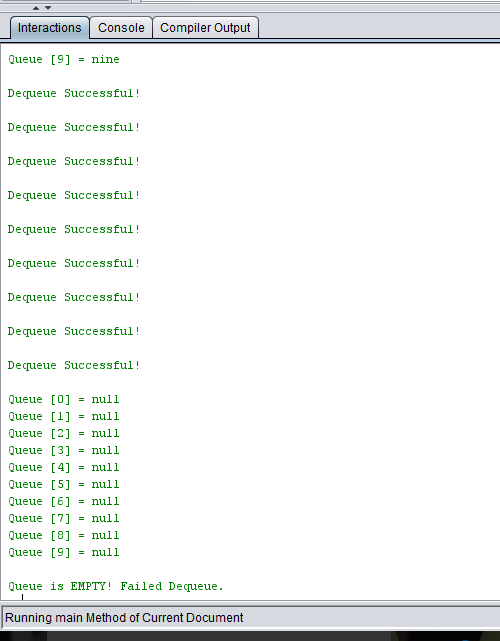 Interactions Console Compiler Output
Queue [9] = nine
Dequeue Successful!
Dequeue Successful!
Dequeue Successful!
Dequeue Successful!
Dequeue Successful!
Dequeue Successful!
Dequeue Successful!
Dequeue Successful!
Dequeue Successful!
Queue [0] = null
Queue [1] = null
Queue [2] = null
Queue [3] = null
Queue [4] = null
Queue [5] = null
Queue [6] = null
Queue [7] = null
Queue [8] = null
Queue [9] = null
Queue is EMPTY! Failed Dequeue.
Running main Method of Current Document